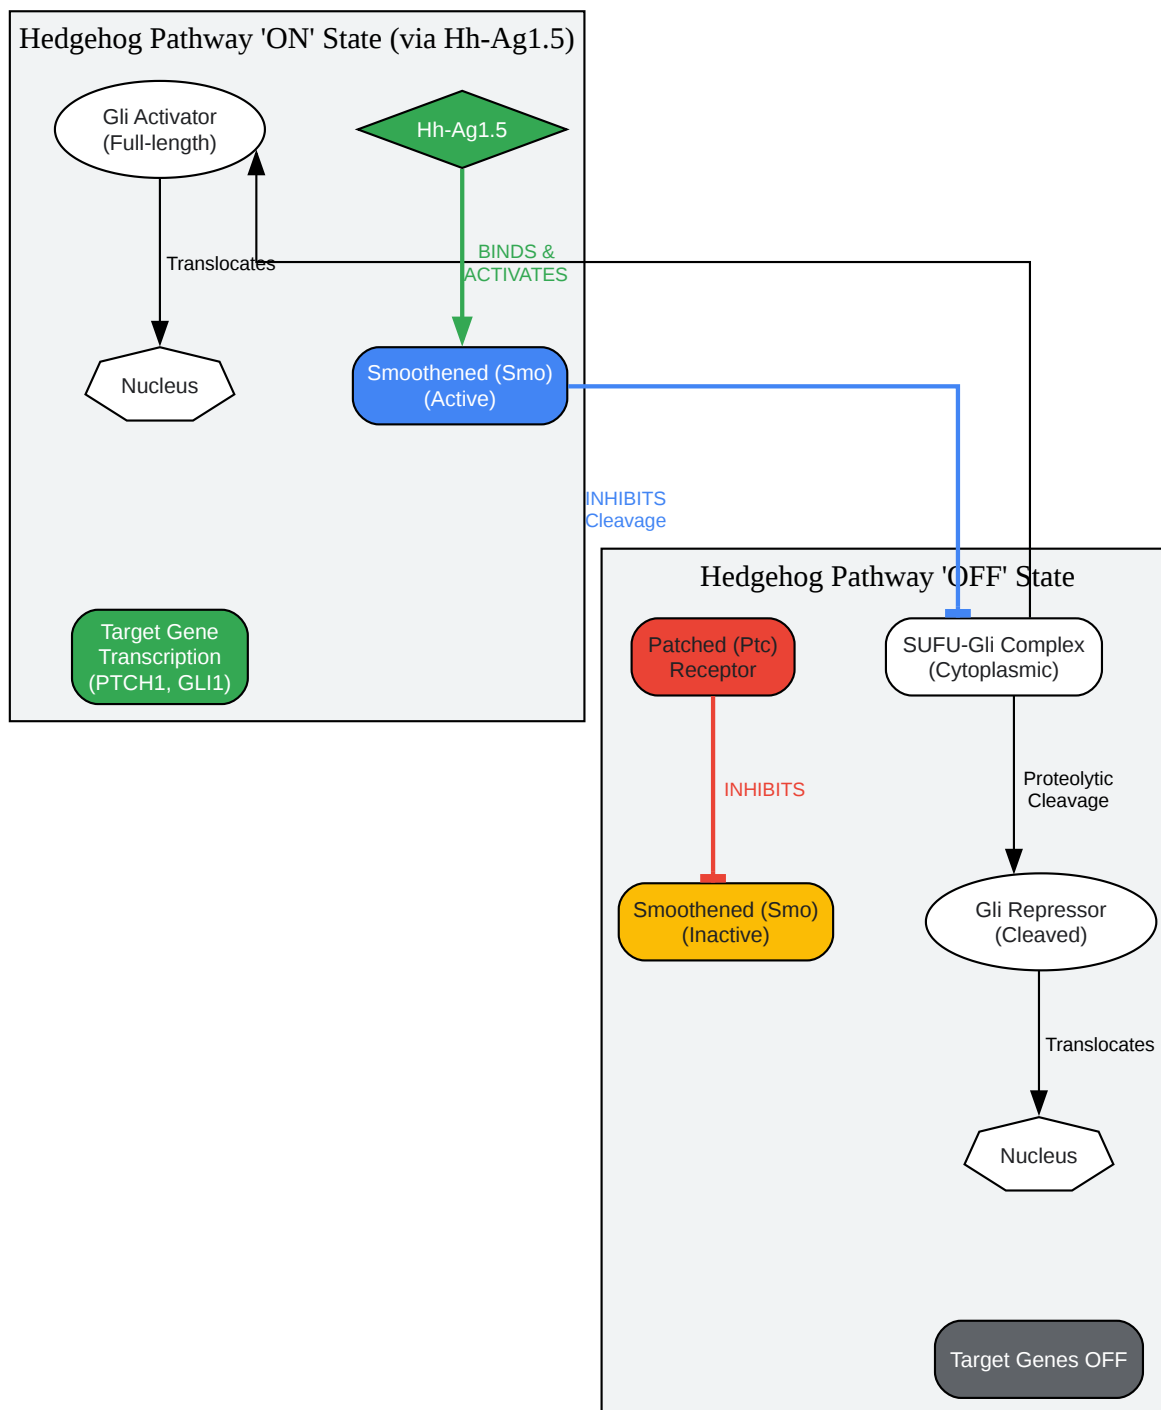 Hedgehog Pathway 'ON' State (via Hh-Ag1.5)
Gli Activator
(Full-length)
Hh-Ag1.5
Translocates
BINDS &
ACTIVATES
Nucleus
Smoothened (Smo)
(Active)
INHIBITS
Cleavage
Target Gene
Transcription
(PTCH1, GLI1)
Hedgehog Pathway 'OFF' State
Patched (Ptc)
Receptor
SUFU-Gli Complex
(Cytoplasmic)
INHIBITS
Proteolytic
Cleavage
Smoothened (Smo)
(Inactive)
Gli Repressor
(Cleaved)
Translocates
Nucleus
Target Genes OFF